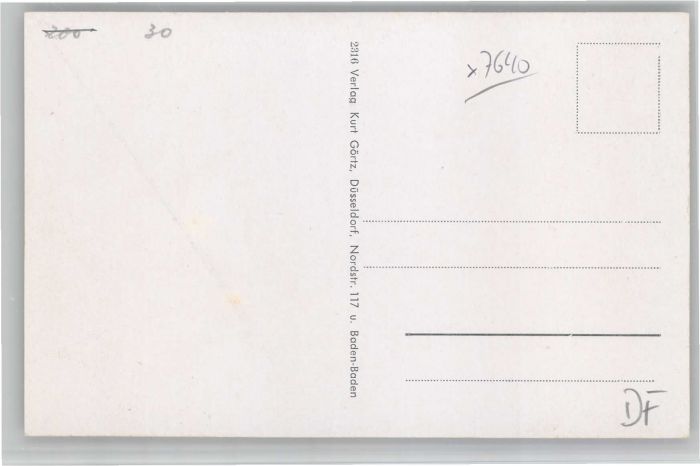 200 30
x7640
2316 Verlag Kurt Görtz, Düsseldorf, Nordstr. 117 u. Baden-Baden
DF